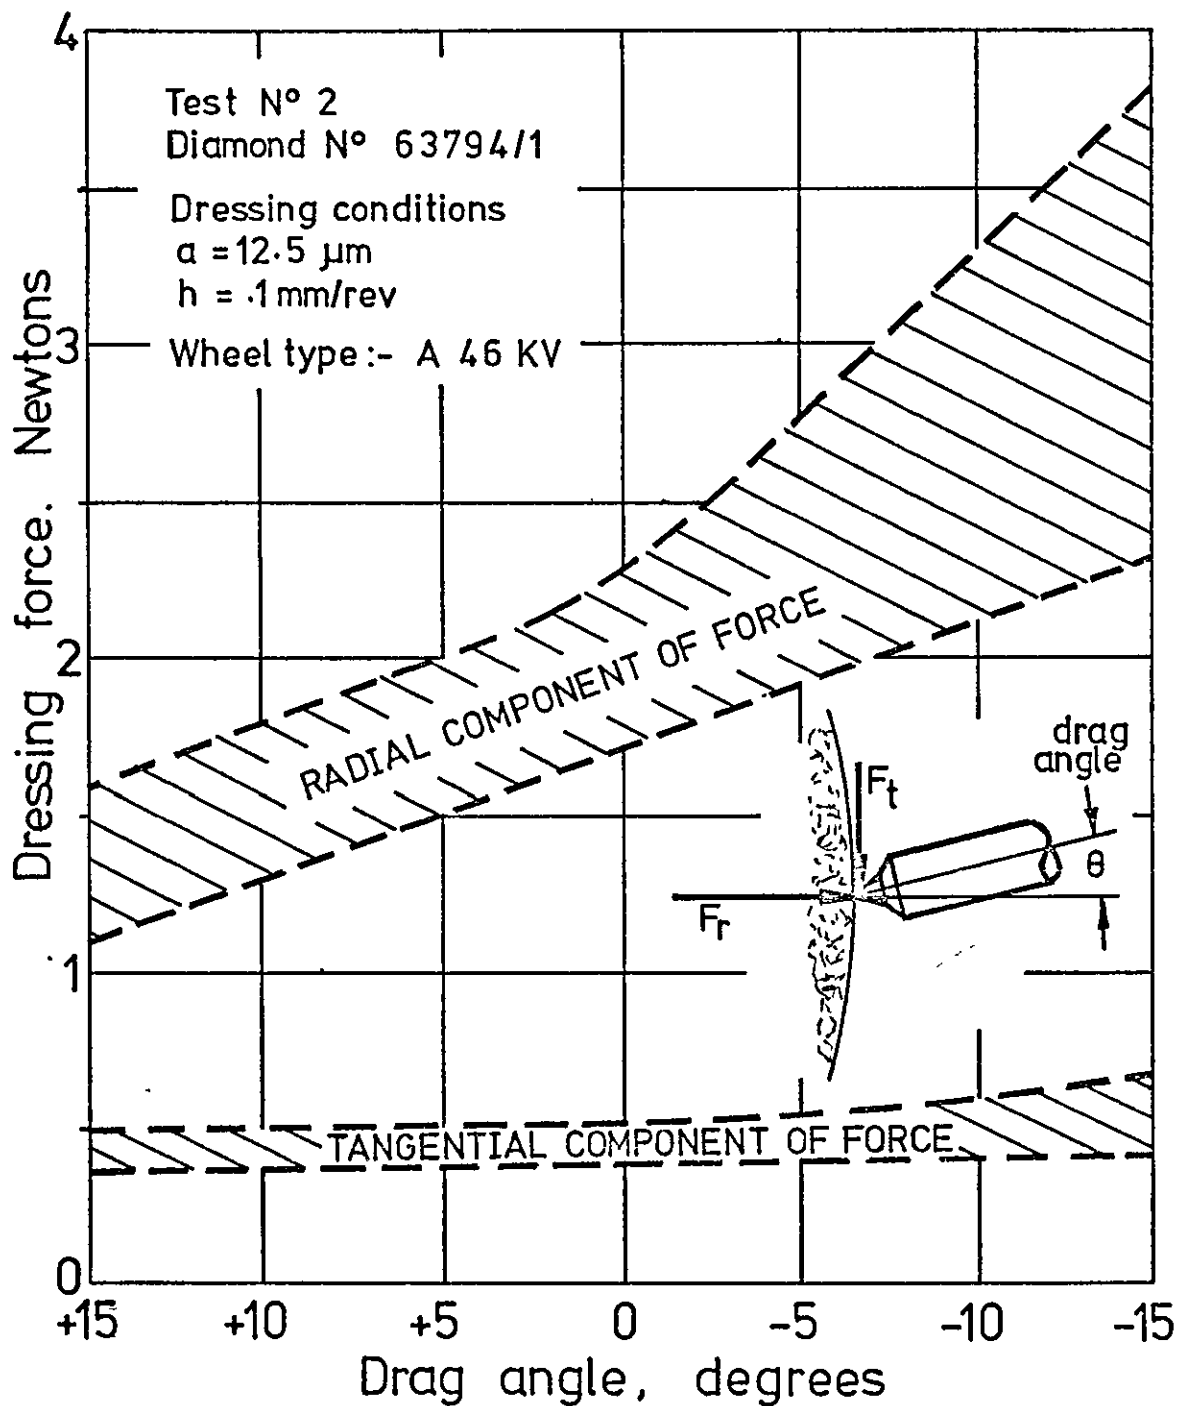 4
3
2
1
0
Dressing force. Newtons
Test Nº 2
Diamond Nº 63794/1
Dressing conditions
a = 12.5 µm
h = .1 mm/rev
Wheel type:- A 46 KV
RADIAL COMPONENT OF FORCE
drag
angle
Ft
θ
Fr
TANGENTIAL COMPONENT OF FORCE
+15 +10 +5 0 -5 -10 -15
Drag angle, degrees